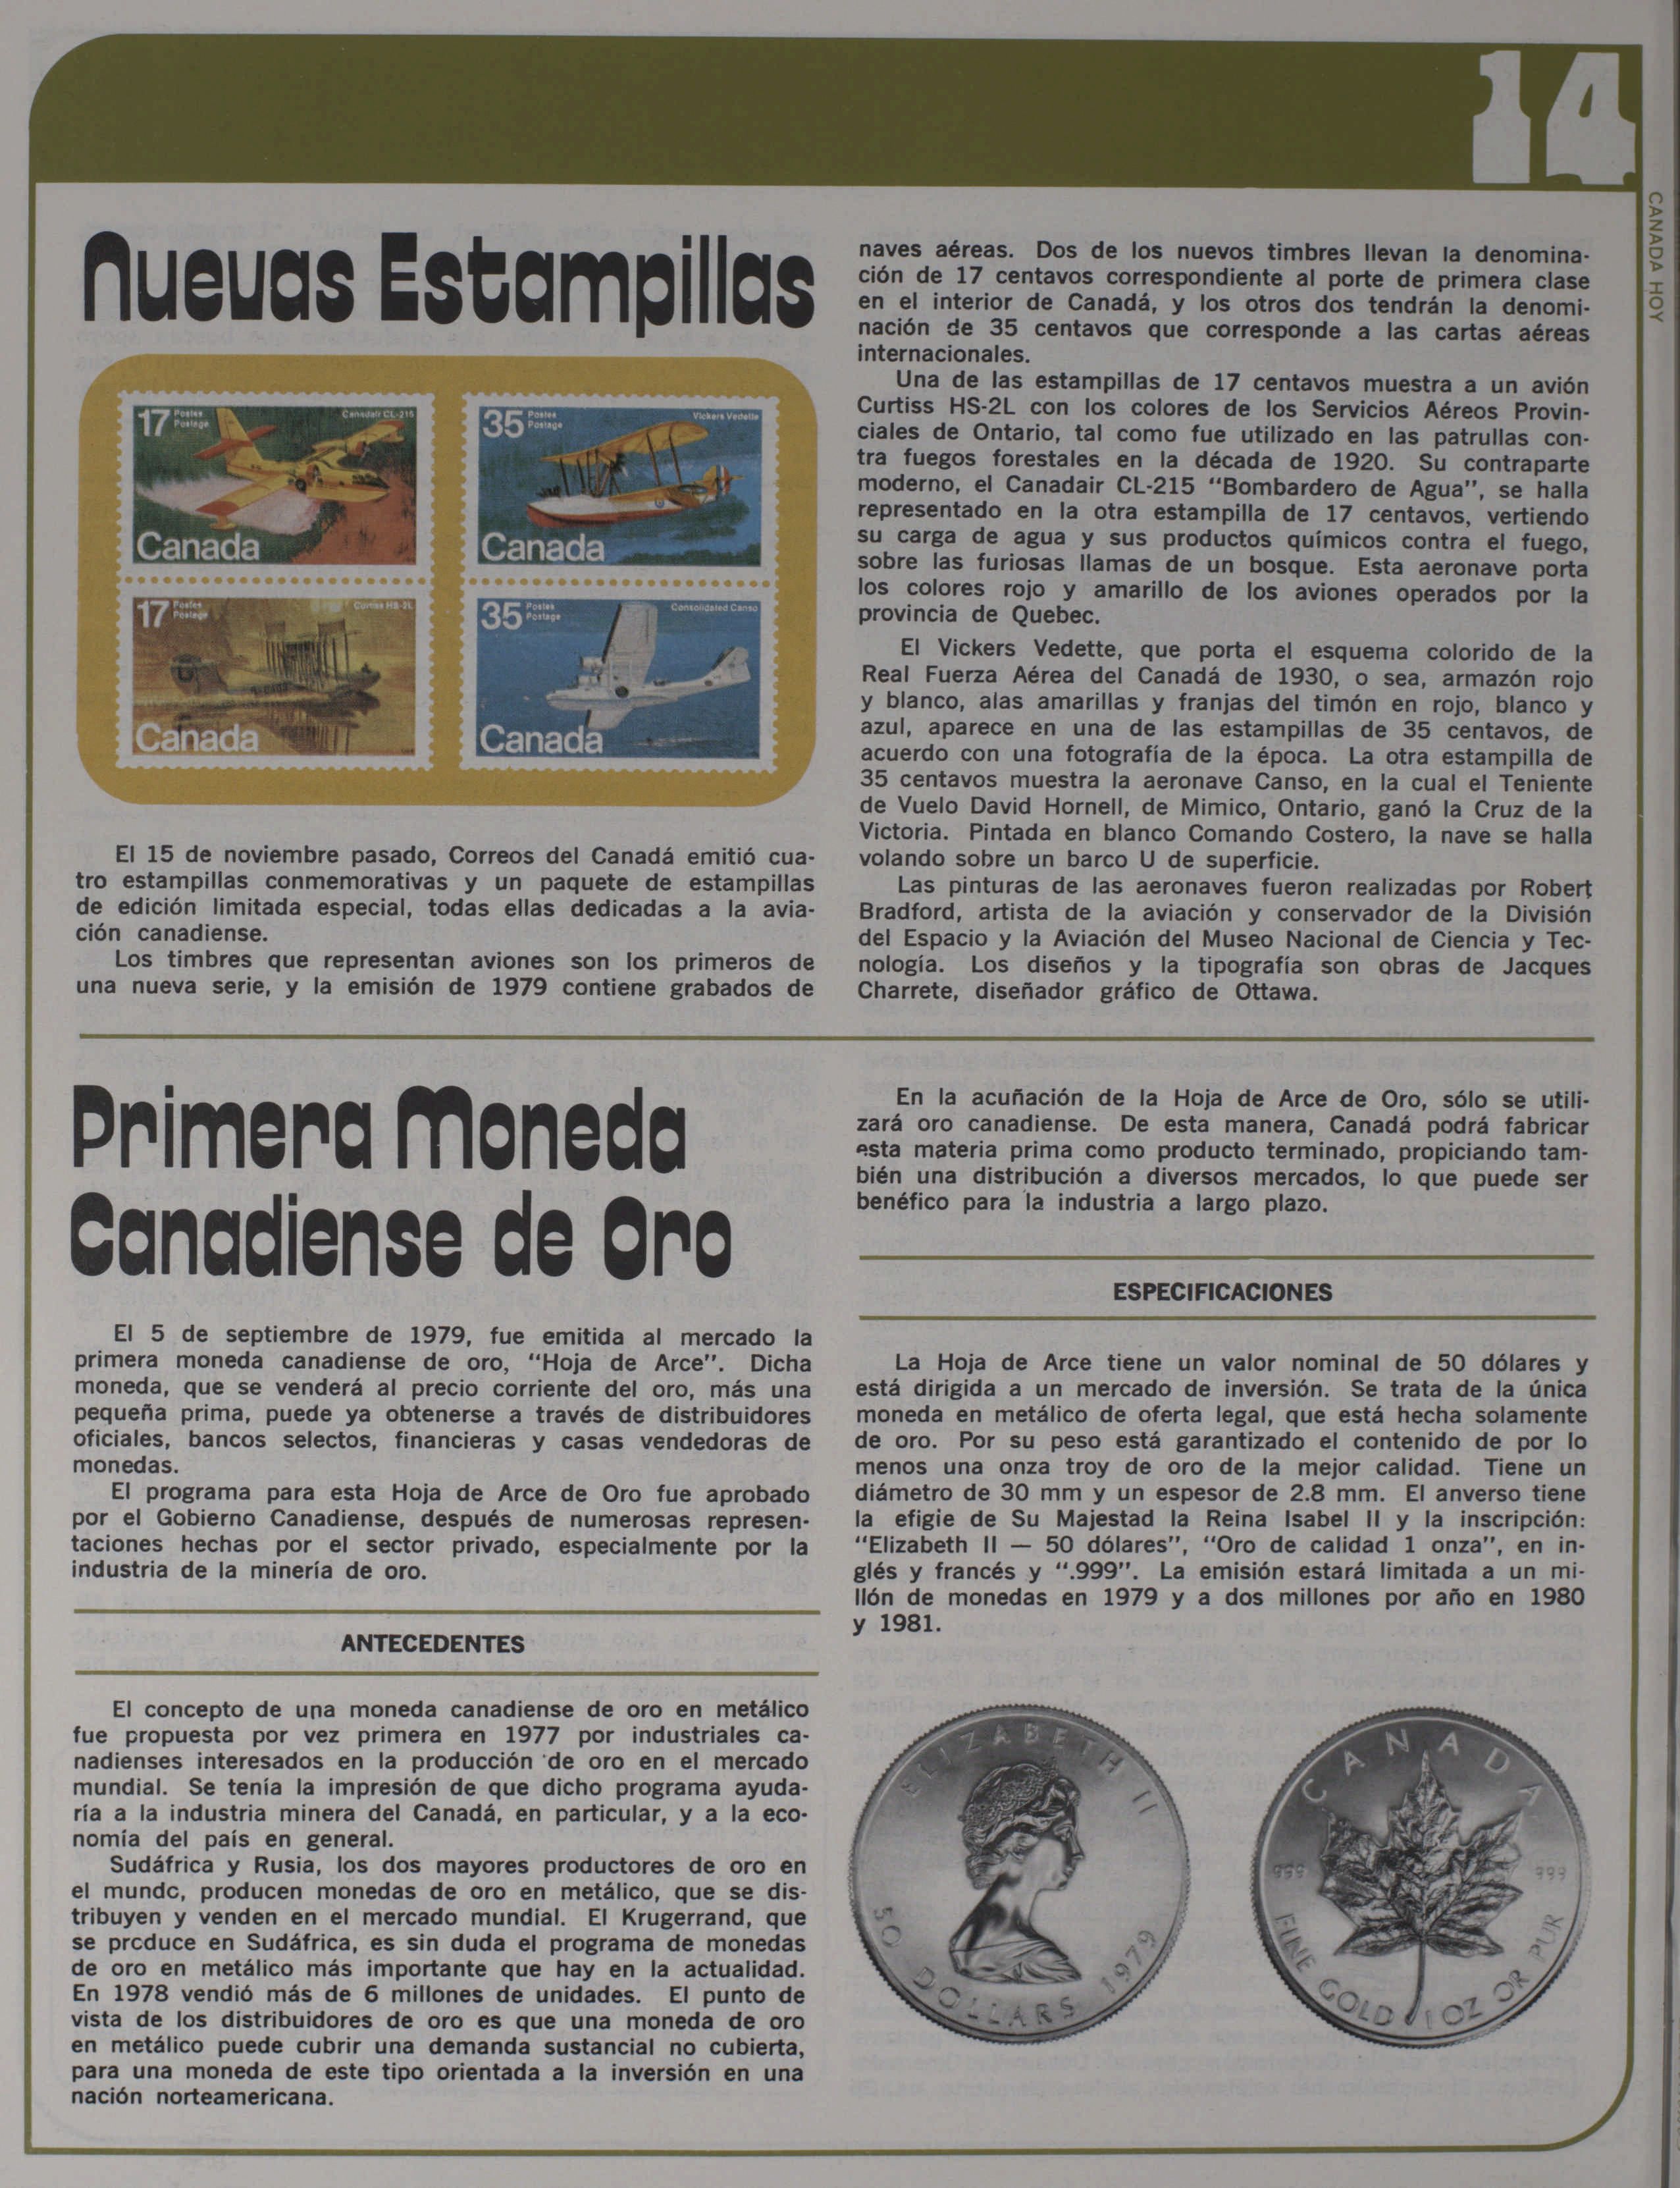 14
CANADA HOY
Nuevas Estampillas
17 Postes Postage Canadair CL-215
Canada
35 Postes Postage Vickers Vedette
Canada
17 Postes Postage Curtiss HS-2L
Canada
35 Postes Postage Consolidated Canso
Canada
El 15 de noviembre pasado, Correos del Canadá emitió cua-
tro estampillas conmemorativas y un paquete de estampillas
de edición limitada especial, todas ellas dedicadas a la avia-
ción canadiense.
Los timbres que representan aviones son los primeros de
una nueva serie, y la emisión de 1979 contiene grabados de
naves aéreas. Dos de los nuevos timbres llevan la denomina-
ción de 17 centavos correspondiente al porte de primera clase
en el interior de Canadá, y los otros dos tendrán la denomi-
nación de 35 centavos que corresponde a las cartas aéreas
internacionales.
Una de las estampillas de 17 centavos muestra a un avión
Curtiss HS-2L con los colores de los Servicios Aéreos Provin-
ciales de Ontario, tal como fue utilizado en las patrullas con-
tra fuegos forestales en la década de 1920. Su contraparte
moderno, el Canadair CL-215 "Bombardero de Agua", se halla
representado en la otra estampilla de 17 centavos, vertiendo
su carga de agua y sus productos químicos contra el fuego,
sobre las furiosas llamas de un bosque. Esta aeronave porta
los colores rojo y amarillo de los aviones operados por la
provincia de Quebec.
El Vickers Vedette, que porta el esquema colorido de la
Real Fuerza Aérea del Canadá de 1930, o sea, armazón rojo
y blanco, alas amarillas y franjas del timón en rojo, blanco y
azul, aparece en una de las estampillas de 35 centavos, de
acuerdo con una fotografía de la época. La otra estampilla de
35 centavos muestra la aeronave Canso, en la cual el Teniente
de Vuelo David Hornell, de Mimico, Ontario, ganó la Cruz de la
Victoria. Pintada en blanco Comando Costero, la nave se halla
volando sobre un barco U de superficie.
Las pinturas de las aeronaves fueron realizadas por Robert
Bradford, artista de la aviación y conservador de la División
del Espacio y la Aviación del Museo Nacional de Ciencia y Tec-
nología. Los diseños y la tipografía son obras de Jacques
Charrete, diseñador gráfico de Ottawa.
Primera Moneda
Canadiense de Oro
El 5 de septiembre de 1979, fue emitida al mercado la
primera moneda canadiense de oro, "Hoja de Arce". Dicha
moneda, que se venderá al precio corriente del oro, más una
pequeña prima, puede ya obtenerse a través de distribuidores
oficiales, bancos selectos, financieras y casas vendedoras de
monedas.
El programa para esta Hoja de Arce de Oro fue aprobado
por el Gobierno Canadiense, después de numerosas represen-
taciones hechas por el sector privado, especialmente por la
industria de la minería de oro.
ANTECEDENTES
El concepto de una moneda canadiense de oro en metálico
fue propuesta por vez primera en 1977 por industriales ca-
nadienses interesados en la producción de oro en el mercado
mundial. Se tenía la impresión de que dicho programa ayuda-
ría a la industria minera del Canadá, en particular, y a la eco-
nomía del país en general.
Sudáfrica y Rusia, los dos mayores productores de oro en
el mundo, producen monedas de oro en metálico, que se dis-
tribuyen y venden en el mercado mundial. El Krugerrand, que
se produce en Sudáfrica, es sin duda el programa de monedas
de oro en metálico más importante que hay en la actualidad.
En 1978 vendió más de 6 millones de unidades. El punto de
vista de los distribuidores de oro es que una moneda de oro
en metálico puede cubrir una demanda sustancial no cubierta,
para una moneda de este tipo orientada a la inversión en una
nación norteamericana.
En la acuñación de la Hoja de Arce de Oro, sólo se utili-
zará oro canadiense. De esta manera, Canadá podrá fabricar
esta materia prima como producto terminado, propiciando tam-
bién una distribución a diversos mercados, lo que puede ser
benéfico para la industria a largo plazo.
ESPECIFICACIONES
La Hoja de Arce tiene un valor nominal de 50 dólares y
está dirigida a un mercado de inversión. Se trata de la única
moneda en metálico de oferta legal, que está hecha solamente
de oro. Por su peso está garantizado el contenido de por lo
menos una onza troy de oro de la mejor calidad. Tiene un
diámetro de 30 mm y un espesor de 2.8 mm. El anverso tiene
la efigie de Su Majestad la Reina Isabel II y la inscripción:
"Elizabeth II — 50 dólares", "Oro de calidad 1 onza", en in-
glés y francés y ".999". La emisión estará limitada a un mi-
llón de monedas en 1979 y a dos millones por año en 1980
y 1981.
ELIZABETH II
50 DOLLARS 1979
CANADA
999 999
FINE GOLD 1 OZ OR PUR